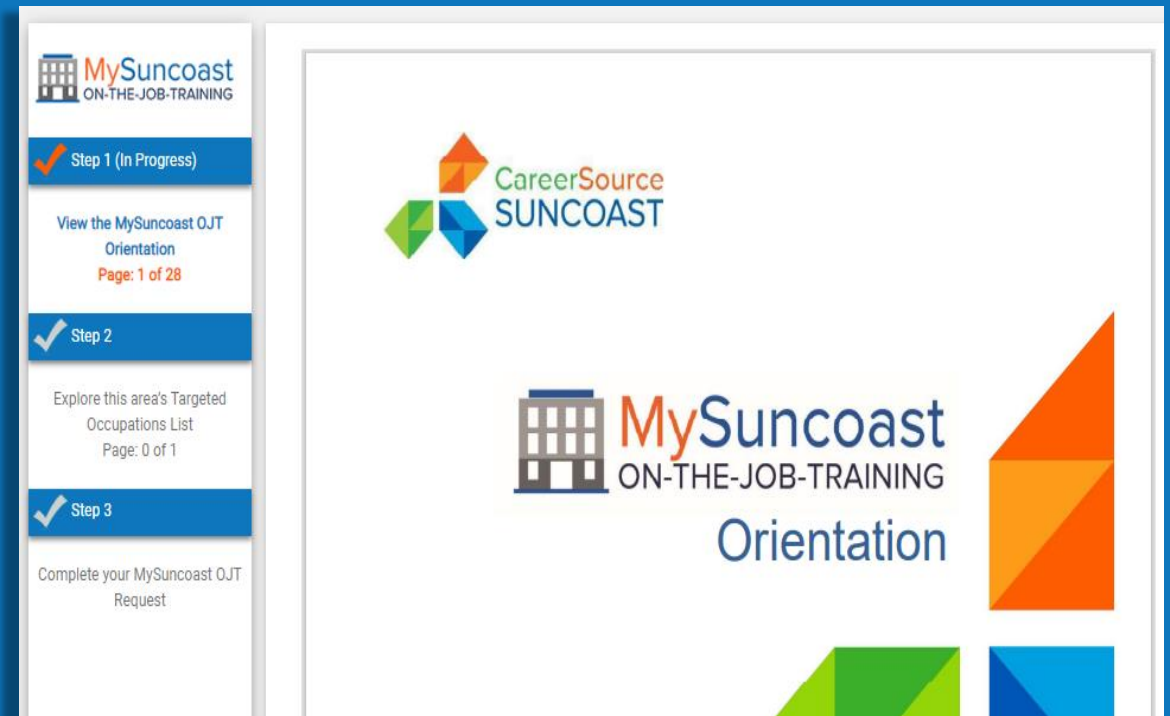 MySuncoast
ON-THE-JOB-TRAINING
Step 1 (In Progress)
View the MySuncoast OJT
Orientation
Page: 1 of 28
Step 2
Explore this area's Targeted
Occupations List
Page: 0 of 1
Step 3
Complete your MySuncoast OJT
Request
CareerSource
SUNCOAST
MySuncoast
ON-THE-JOB-TRAINING
Orientation